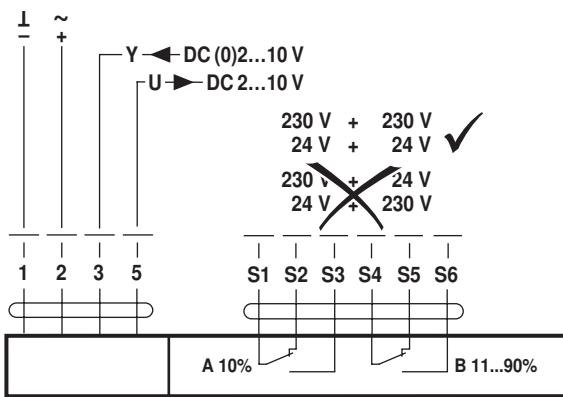 ⊥ ~
– +
Y DC (0)2...10 V
U DC 2...10 V
230 V + 230 V
24 V + 24 V
230 V + 24 V
24 V + 230 V
1 2 3 5 S1 S2 S3 S4 S5 S6
A 10% B 11...90%